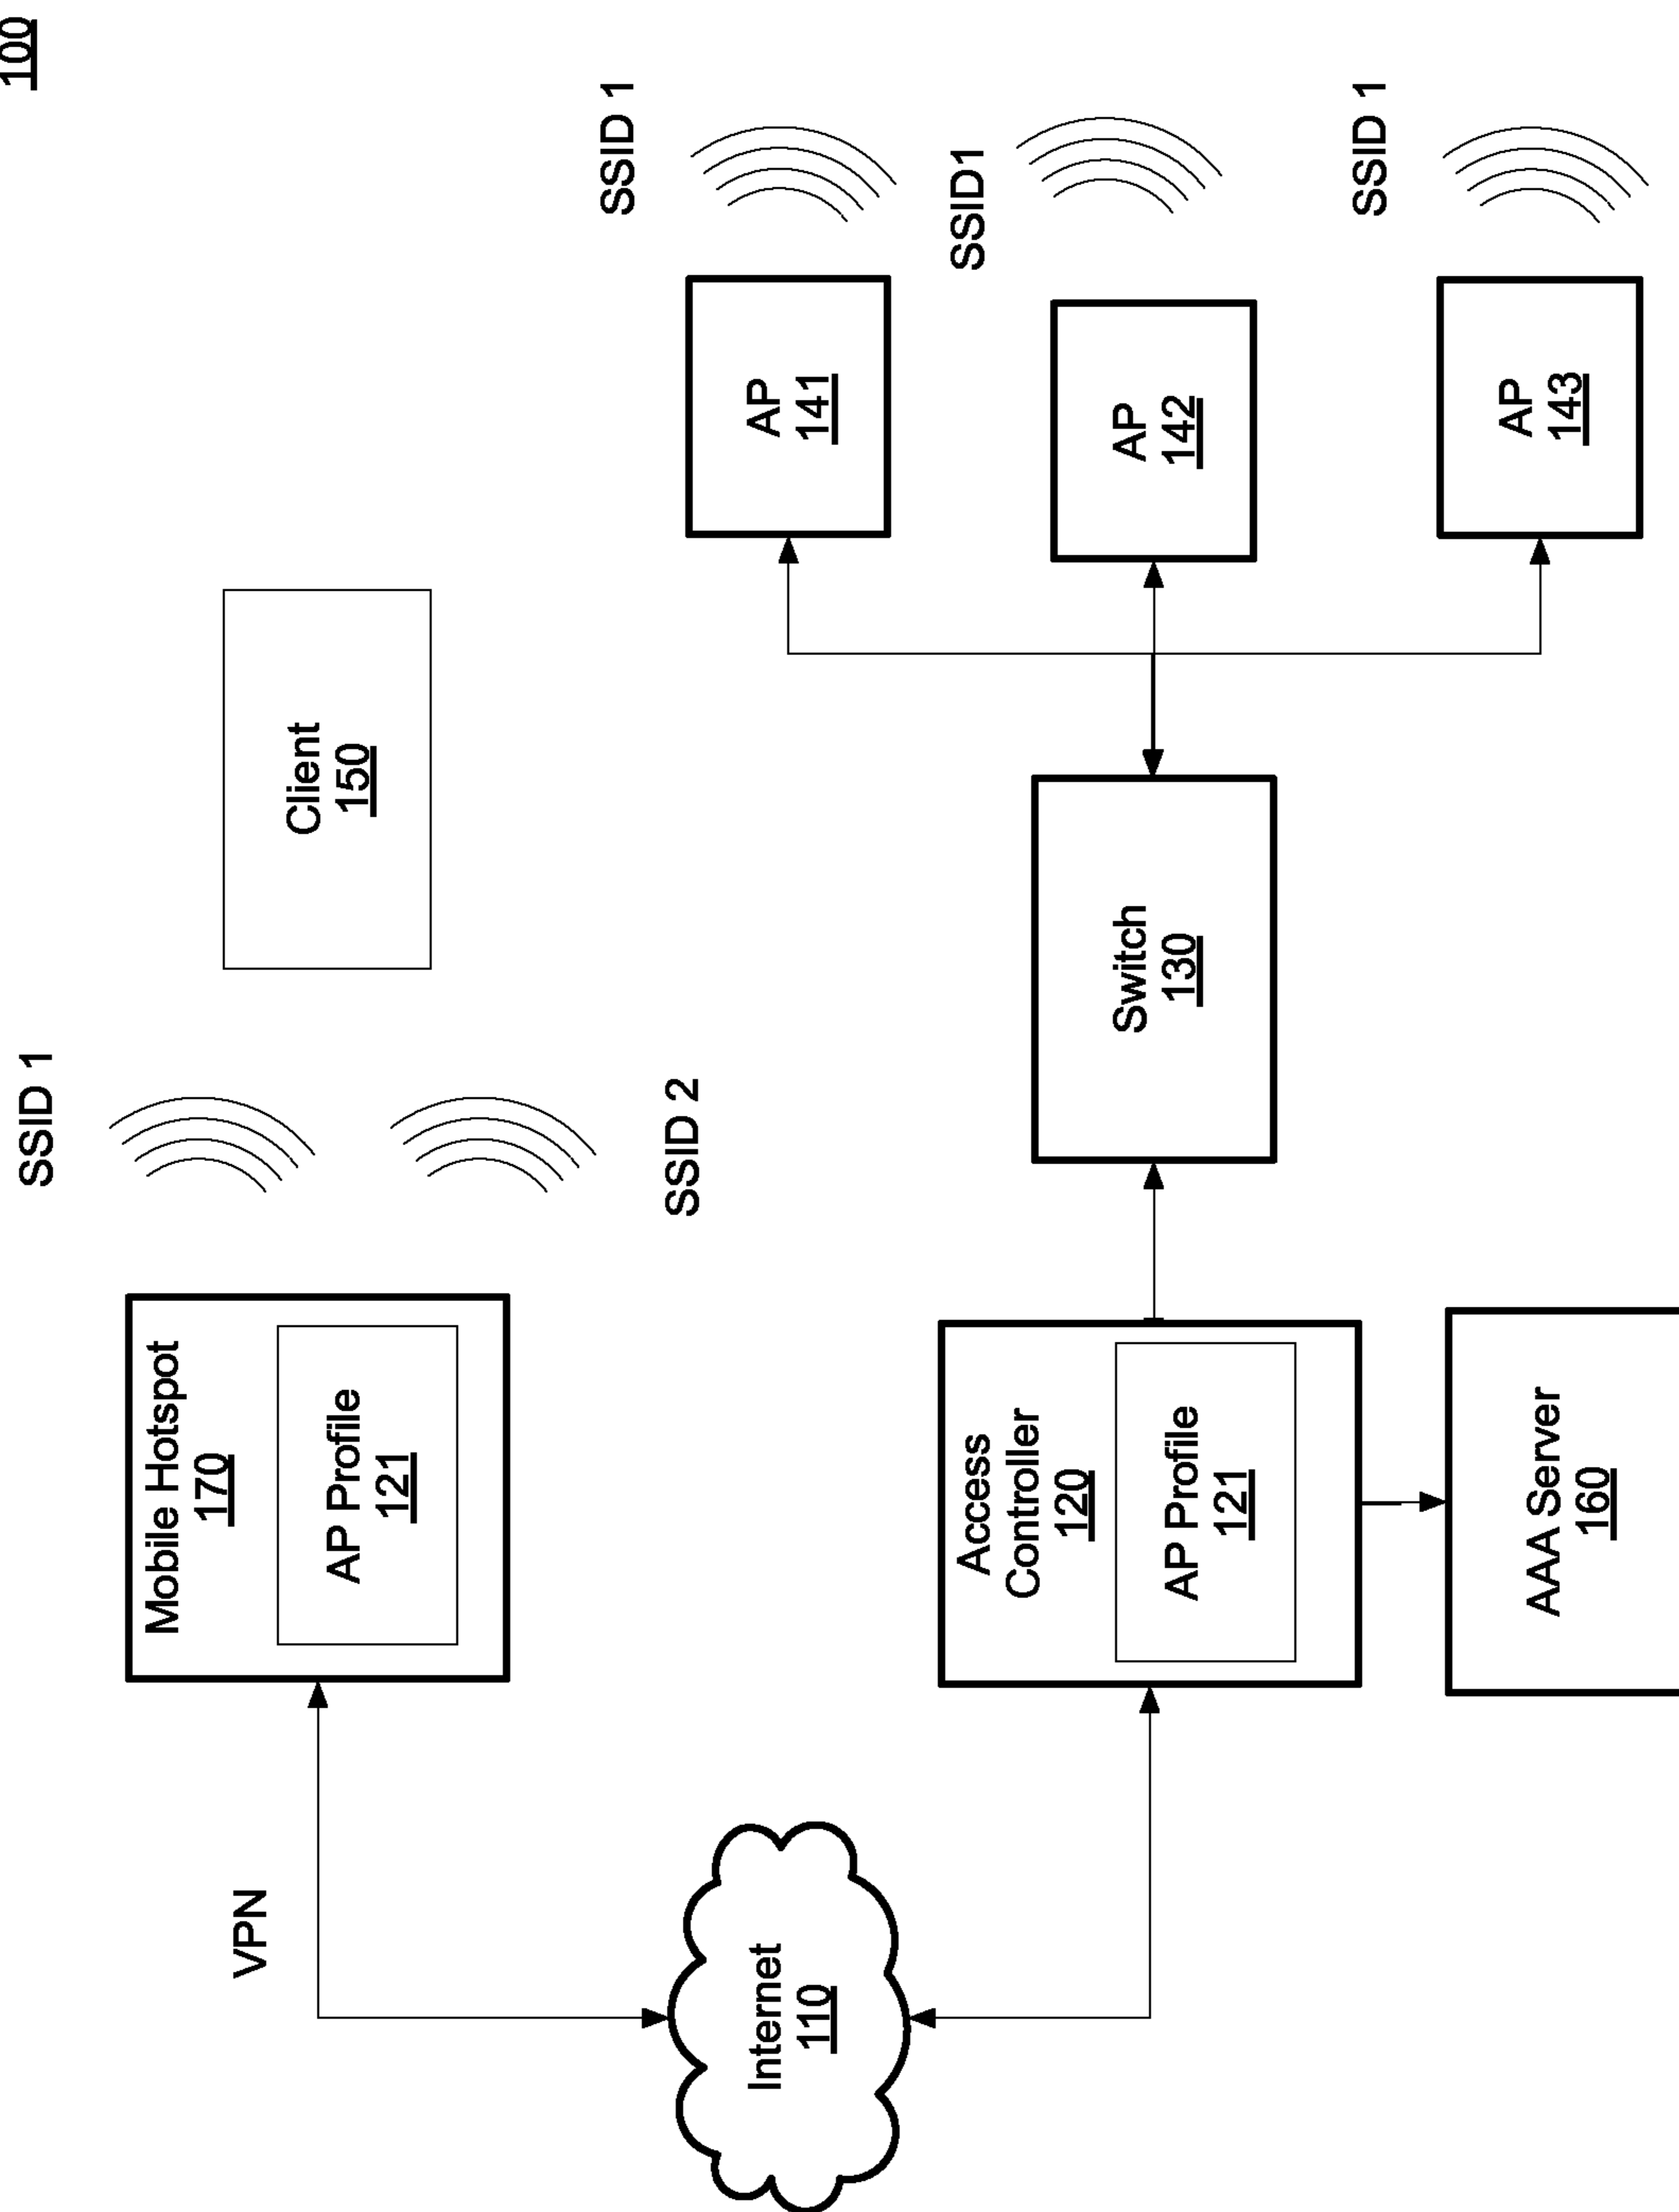 100
SSID 1
Mobile Hotspot
170
AP Profile
121
Client
150
VPN
SSID 2
SSID 1
Internet
110
AP
141
SSID1
Access
Controller
120
AP Profile
121
Switch
130
AP
142
SSID 1
AAA Server
160
AP
143